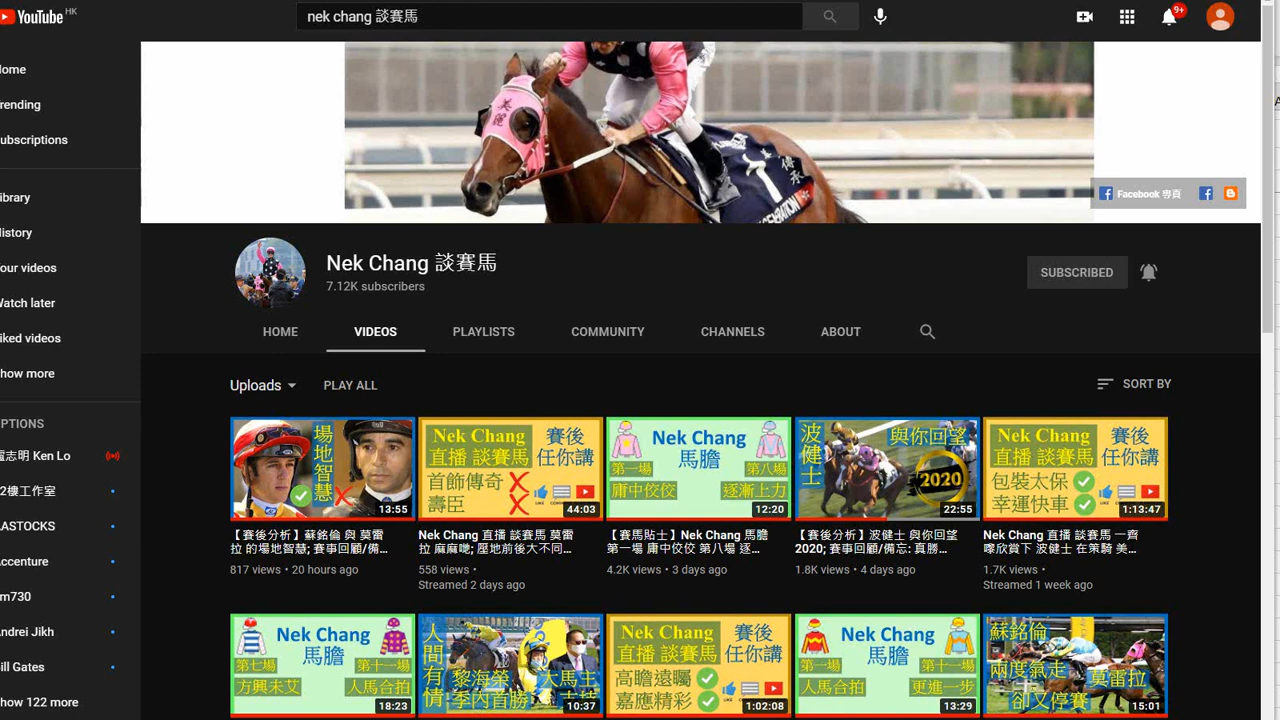 YouTube HK
nek chang 談賽馬
9+
ome
rending
ubscriptions
ibrary
istory
our videos
Watch later
iked videos
how more
PTIONS
盧志明 Ken Lo
2樓工作室
ASTOCKS
ccenture
m730
ndrei Jikh
ill Gates
how 122 more
美麗
傳承
1
Facebook 專頁
Nek Chang 談賽馬
7.12K subscribers
SUBSCRIBED
HOME VIDEOS PLAYLISTS COMMUNITY CHANNELS ABOUT
Uploads PLAY ALL SORT BY
場地智慧
13:55
Nek Chang 賽後
直播 談賽馬 任你講
首飾傳奇
壽臣
44:03
Nek Chang
馬膽
第一場 第八場
庸中佼佼 逐漸上力
12:20
波健士
與你回望
2020
22:55
Nek Chang 賽後
直播 談賽馬 任你講
包裝太保
幸運快車
1:13:47
【賽後分析】蘇銘倫 與 莫雷
拉 的場地智慧; 賽事回顧/備...
817 views • 20 hours ago
Nek Chang 直播 談賽馬 莫雷
拉 麻麻哋; 壓地前後大不同...
558 views •
Streamed 2 days ago
【賽馬貼士】Nek Chang 馬膽
第一場 庸中佼佼 第八場 逐...
4.2K views • 3 days ago
【賽後分析】波健士 與你回望
2020; 賽事回顧/備忘: 真勝...
1.8K views • 4 days ago
Nek Chang 直播 談賽馬 一齊
嚟欣賞下 波健士 在策騎 美...
1.7K views •
Streamed 1 week ago
Nek Chang
馬膽
第七場 第十一場
方興未艾 人馬合拍
18:23
人間有情
黎海榮
季內首勝
大馬主
10:37
Nek Chang 賽後
直播 談賽馬 任你講
高瞻遠矚
嘉應精彩
1:02:08
Nek Chang
馬膽
第一場 第十一場
人馬合拍 更進一步
13:29
蘇銘倫
兩度氣走 莫雷拉
卻又停賽
15:01